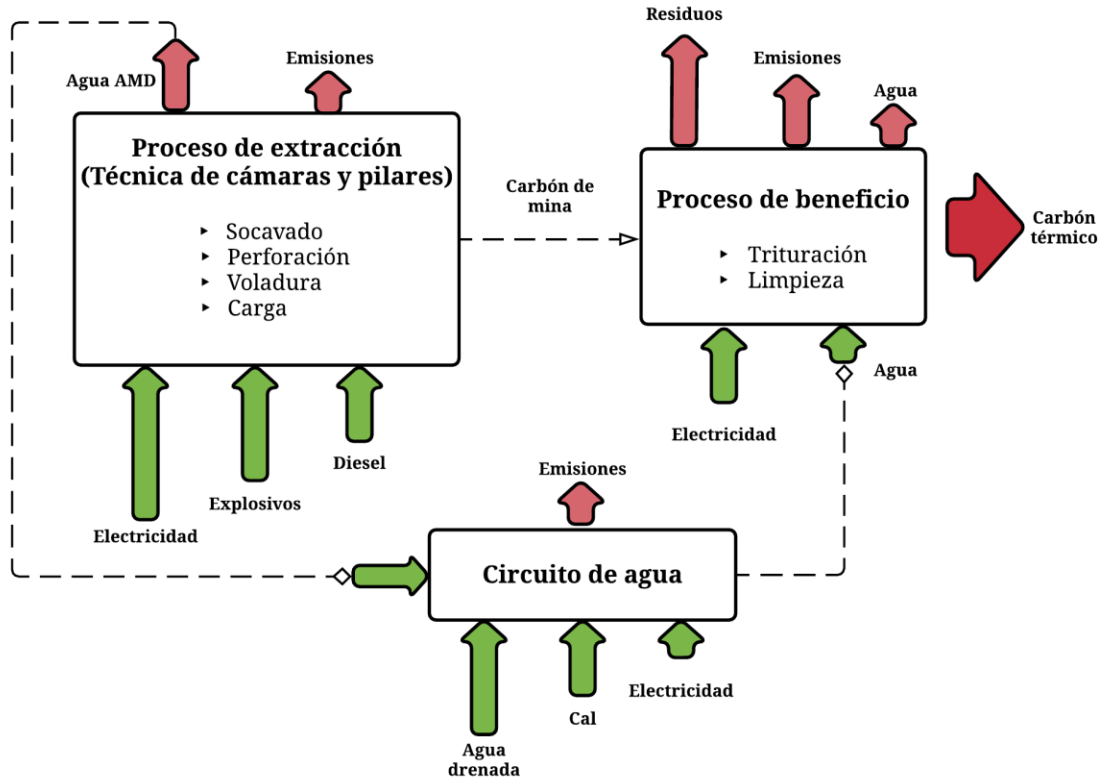 Residuos
Emisiones
Agua AMD
Emisiones
Agua
Proceso de extracción
(Técnica de cámaras y pilares)
Socavado
Perforación
Voladura
Carga
Carbón de
mina
Proceso de beneficio
Trituración
Limpieza
Carbón
térmico
Agua
Electricidad
Diesel
Explosivos
Electricidad
Emisiones
Circuito de agua
Electricidad
Cal
Agua
drenada